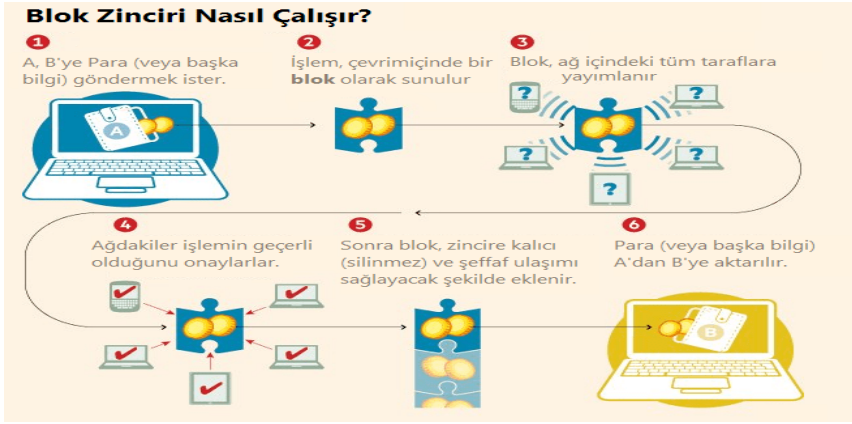 Blok Zinciri Nasıl Çalışır?
1
A, B'ye Para (veya başka
bilgi) göndermek ister.
A
2
İşlem, çevrimiçinde bir
blok olarak sunulur
3
Blok, ağ içindeki tüm taraflara
yayımlanır
?
?
?
?
?
4
Ağdakiler işlemin geçerli
olduğunu onaylarlar.
5
Sonra blok, zincire kalıcı
(silinmez) ve şeffaf ulaşımı
sağlayacak şekilde eklenir.
6
Para (veya başka bilgi)
A'dan B'ye aktarılır.
B